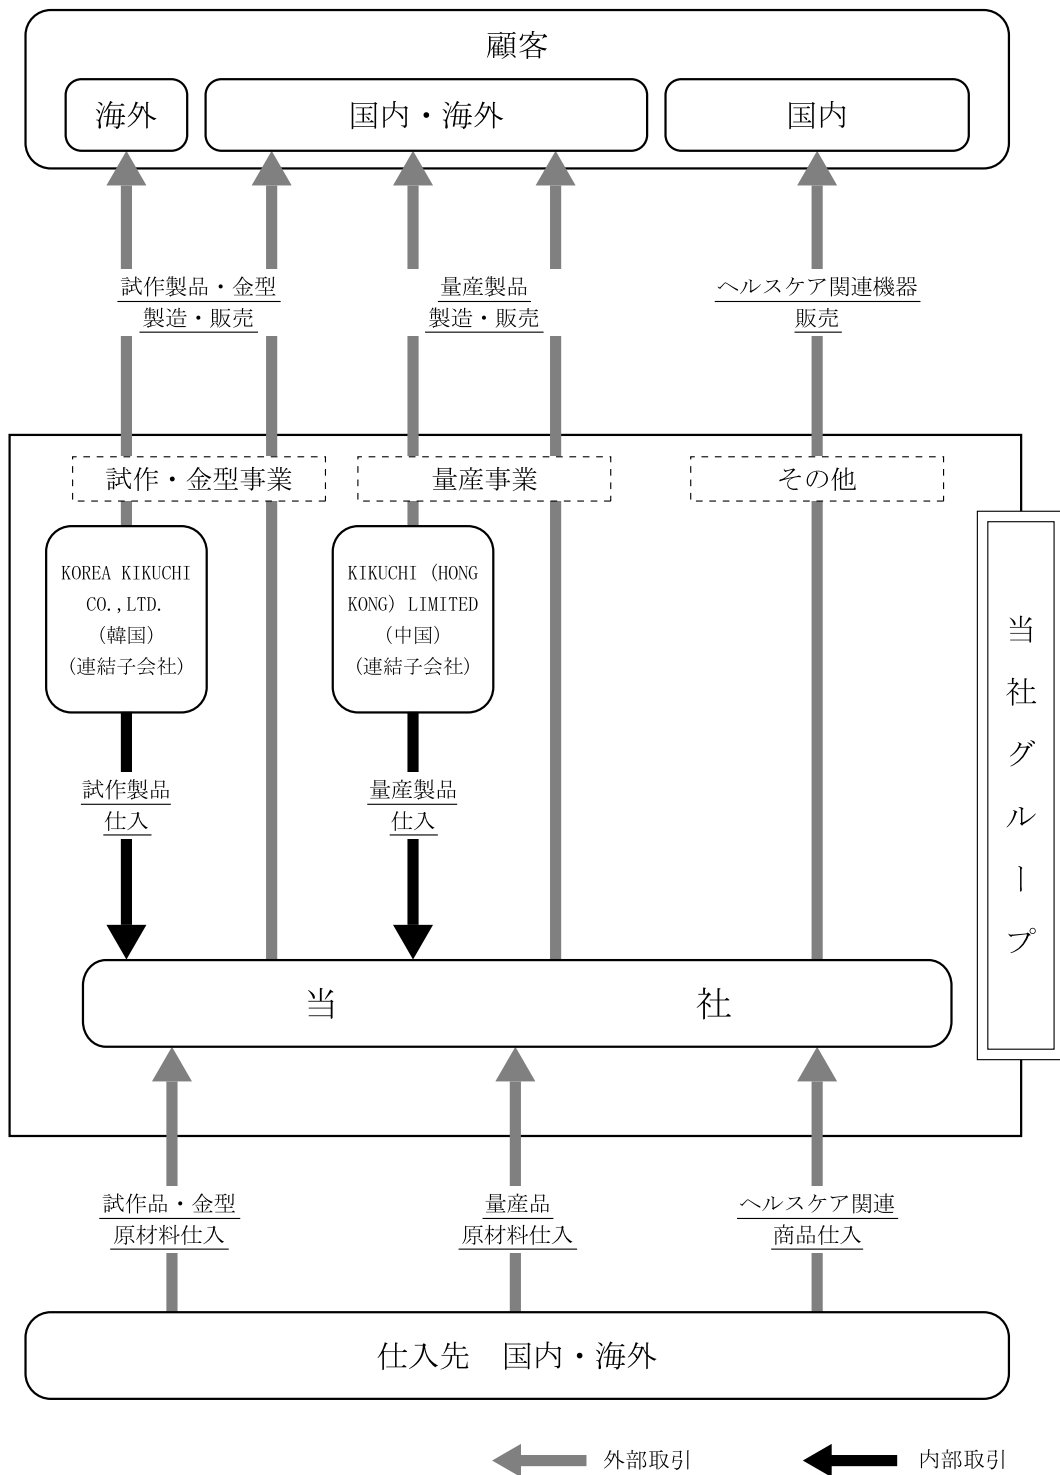 顧客
海外
国内・海外
国内
試作製品・金型
製造・販売
量産製品
製造・販売
ヘルスケア関連機器
販売
試作・金型事業
量産事業
その他
KOREA KIKUCHI
CO.,LTD.
(韓国)
(連結子会社)
KIKUCHI (HONG
KONG) LIMITED
(中国)
(連結子会社)
当社グループ
試作製品
仕入
量産製品
仕入
当 社
試作品・金型
原材料仕入
量産品
原材料仕入
ヘルスケア関連
商品仕入
仕入先 国内・海外
外部取引
内部取引